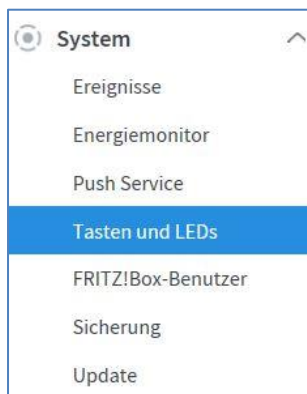 System
Ereignisse
Energiemonitor
Push Service
Tasten und LEDs
FRITZ!Box-Benutzer
Sicherung
Update